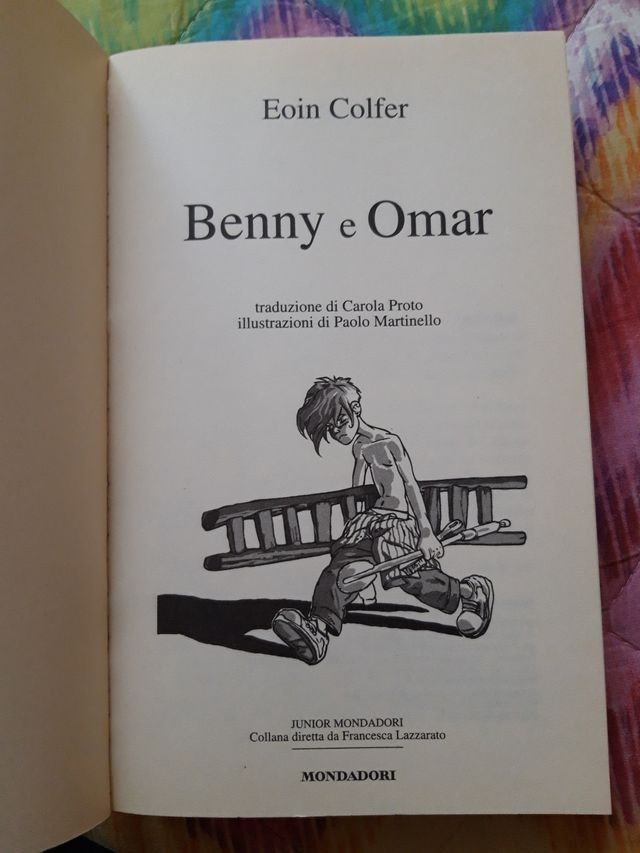 Eoin Colfer
Benny e Omar
traduzione di Carola Proto
illustrazioni di Paolo Martinello
JUNIOR MONDADORI
Collana diretta da Francesca Lazzarato
MONDADORI